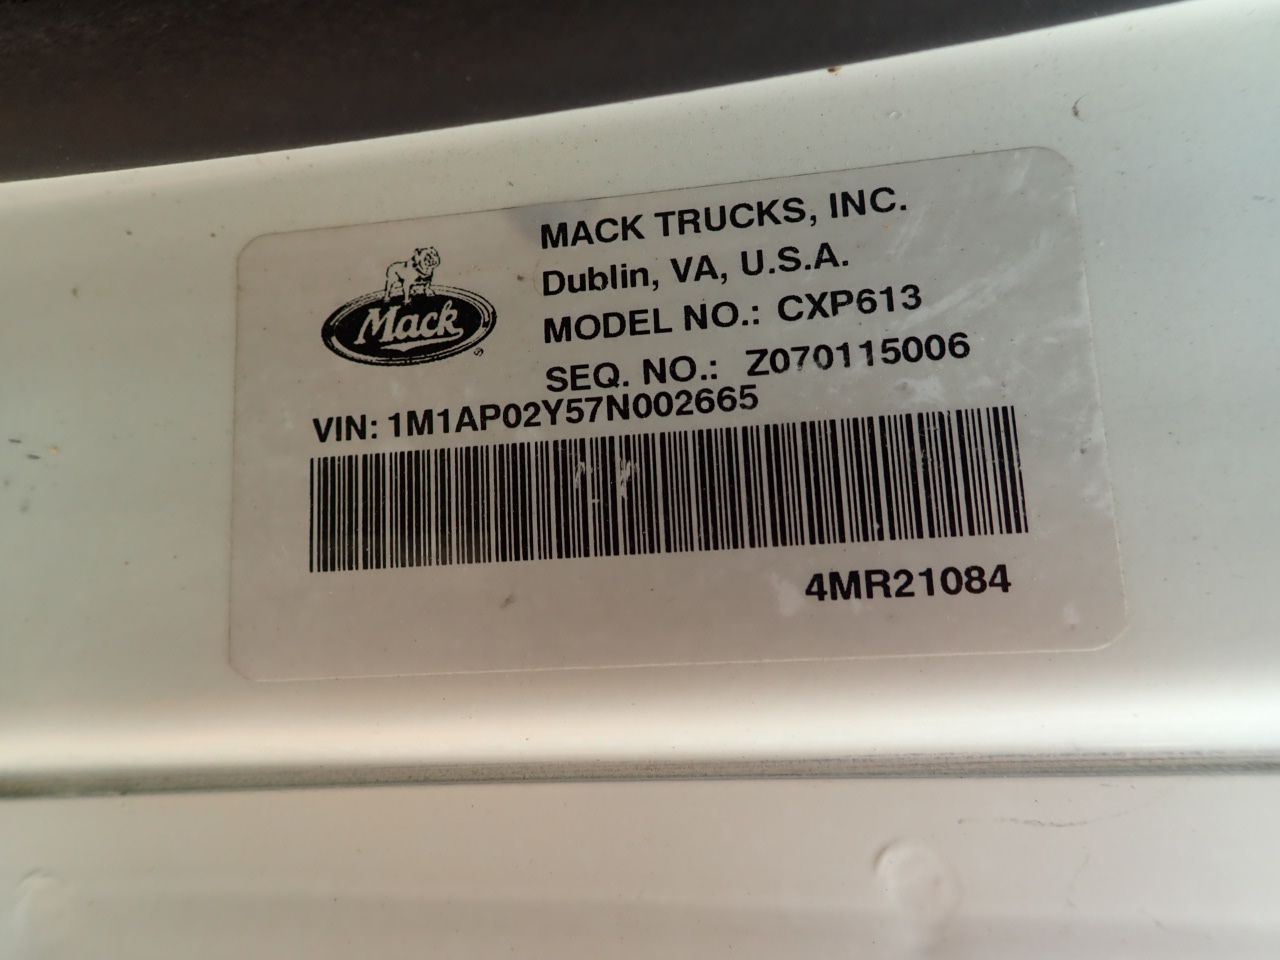 MACK TRUCKS, INC.
Dublin, VA, U.S.A.
Mack
®
MODEL NO.: CXP613
SEQ. NO.: Z070115006
VIN: 1M1AP02Y57N002665
4MR21084